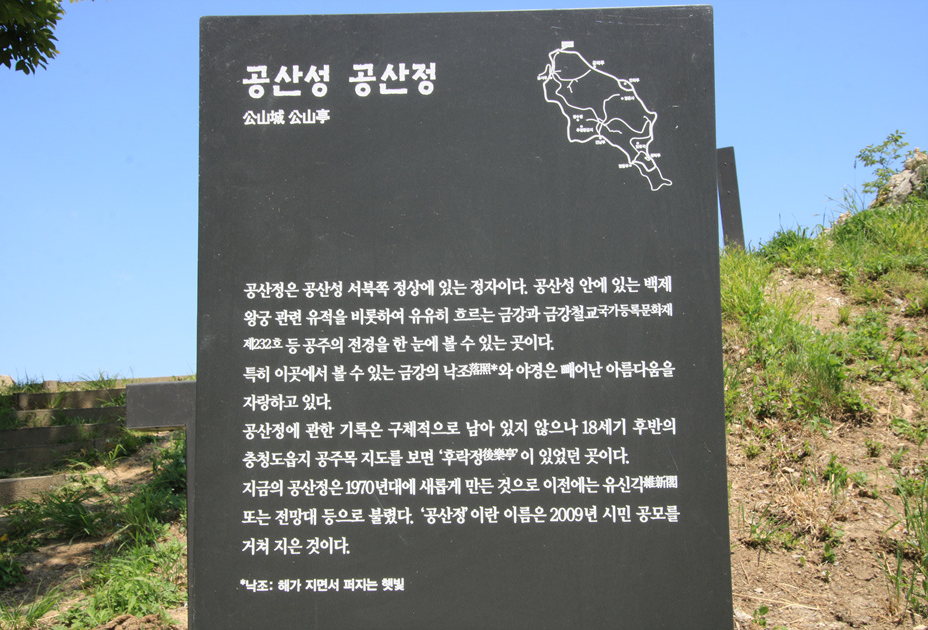 공산성 공산정
公山城 公山亭
공산정은 공산성 서북쪽 정상에 있는 정자이다. 공산성 안에 있는 백제
왕궁 관련 유적을 비롯하여 유유히 흐르는 금강과 금강철교국가등록문화재
제232호 등 공주의 전경을 한 눈에 볼 수 있는 곳이다.
특히 이곳에서 볼 수 있는 금강의 낙조落照*와 야경은 빼어난 아름다움을
자랑하고 있다.
공산정에 관한 기록은 구체적으로 남아 있지 않으나 18세기 후반의
충청도읍지 공주목 지도를 보면 ‘후락정後樂亭’이 있었던 곳이다.
지금의 공산정은 1970년대에 새롭게 만든 것으로 이전에는 유신각維新閣
또는 전망대 등으로 불렸다. ‘공산정’이란 이름은 2009년 시민 공모를
거쳐 지은 것이다.
*낙조: 해가 지면서 퍼지는 햇빛